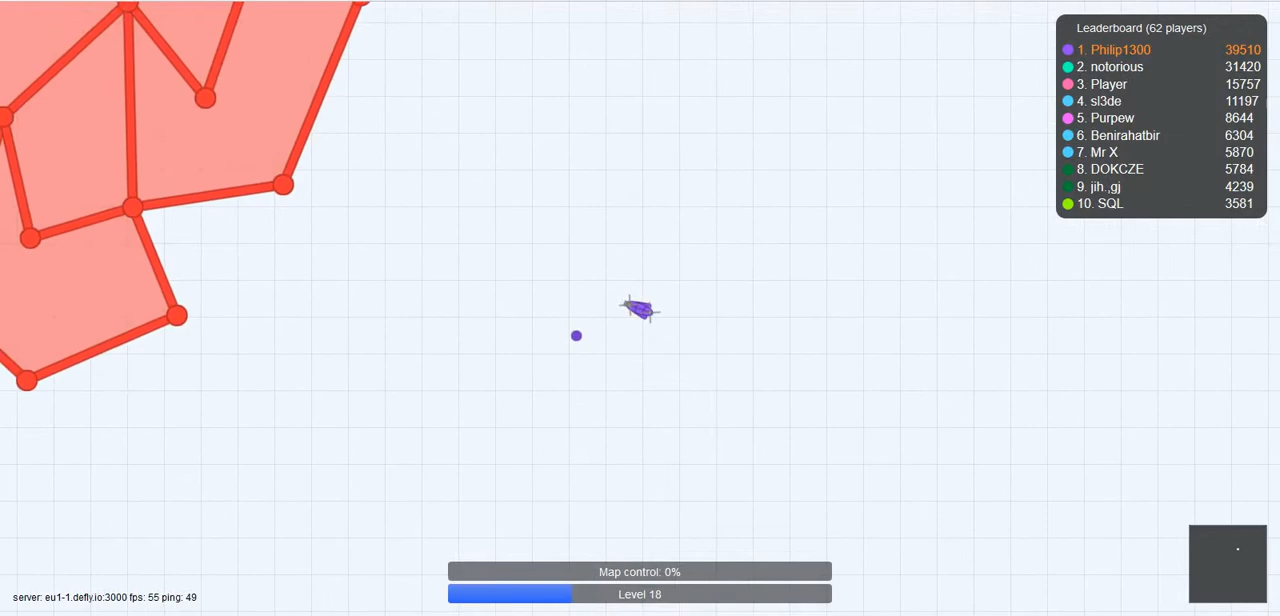 Leaderboard (62 players)
1. Philip1300 39510
2. notorious 31420
3. Player 15757
4. sl3de 11197
5. Purpew 8644
6. Benirahatbir 6304
7. Mr X 5870
8. DOKCZE 5784
9. jih.,gj 4239
10. SQL 3581
Map control: 0%
Level 18
server: eu1-1.defly.io:3000 fps: 55 ping: 49